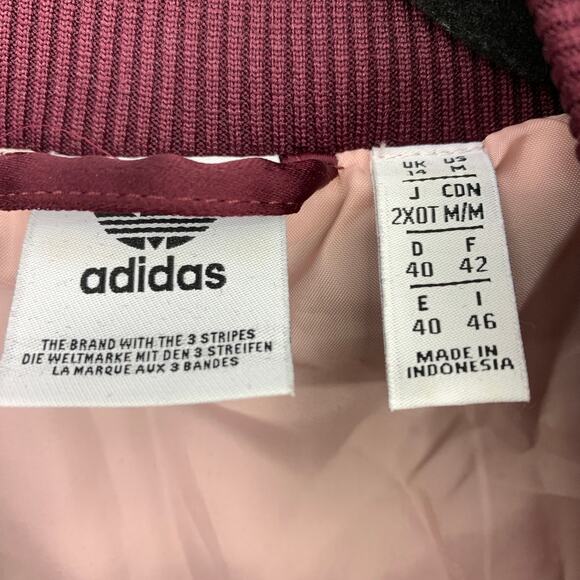 adidas
THE BRAND WITH THE 3 STRIPES
DIE WELTMARKE MIT DEN 3 STREIFEN
LA MARQUE AUX 3 BANDES
UK US
14 M
J CDN
2XOT M/M
D F
40 42
E I
40 46
MADE IN
INDONESIA